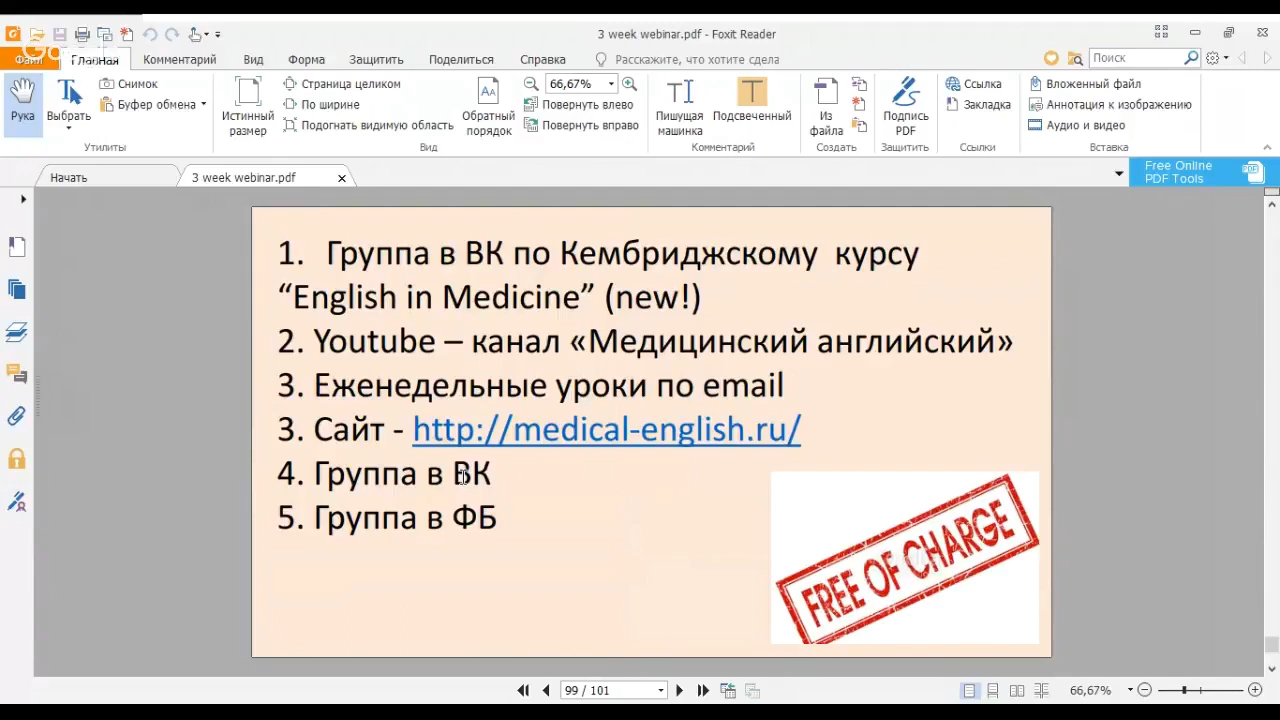 3 week webinar.pdf - Foxit Reader
Файл Главная Комментарий Вид Форма Защитить Поделиться Справка Расскажите, что хотите сделать Поиск
Рука
Выбрать
Снимок
Буфер обмена
Утилиты
Истинный размер
Страница целиком
По ширине
Подогнать видимую область
Обратный порядок
66,67%
Повернуть влево
Повернуть вправо
Вид
Пишущая машинка
Подсвеченный
Комментарий
Из файла
Создать
Подпись PDF
Защитить
Ссылка
Закладка
Ссылки
Вложенный файл
Аннотация к изображению
Аудио и видео
Вставка
Начать
3 week webinar.pdf
Free Online
PDF Tools
1. Группа в ВК по Кембриджскому курсу
“English in Medicine” (new!)
2. Youtube – канал «Медицинский английский»
3. Еженедельные уроки по email
3. Сайт - http://medical-english.ru/
4. Группа в ВК
5. Группа в ФБ
FREE OF CHARGE
99 / 101
66,67%